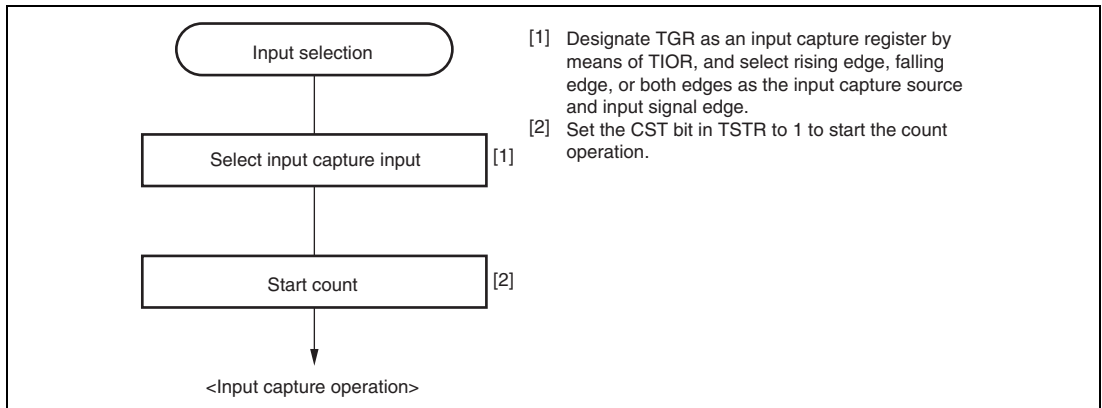 Input selection
Select input capture input
[1]
Start count
[2]
<Input capture operation>
[1] Designate TGR as an input capture register by
means of TIOR, and select rising edge, falling
edge, or both edges as the input capture source
and input signal edge.
[2] Set the CST bit in TSTR to 1 to start the count
operation.